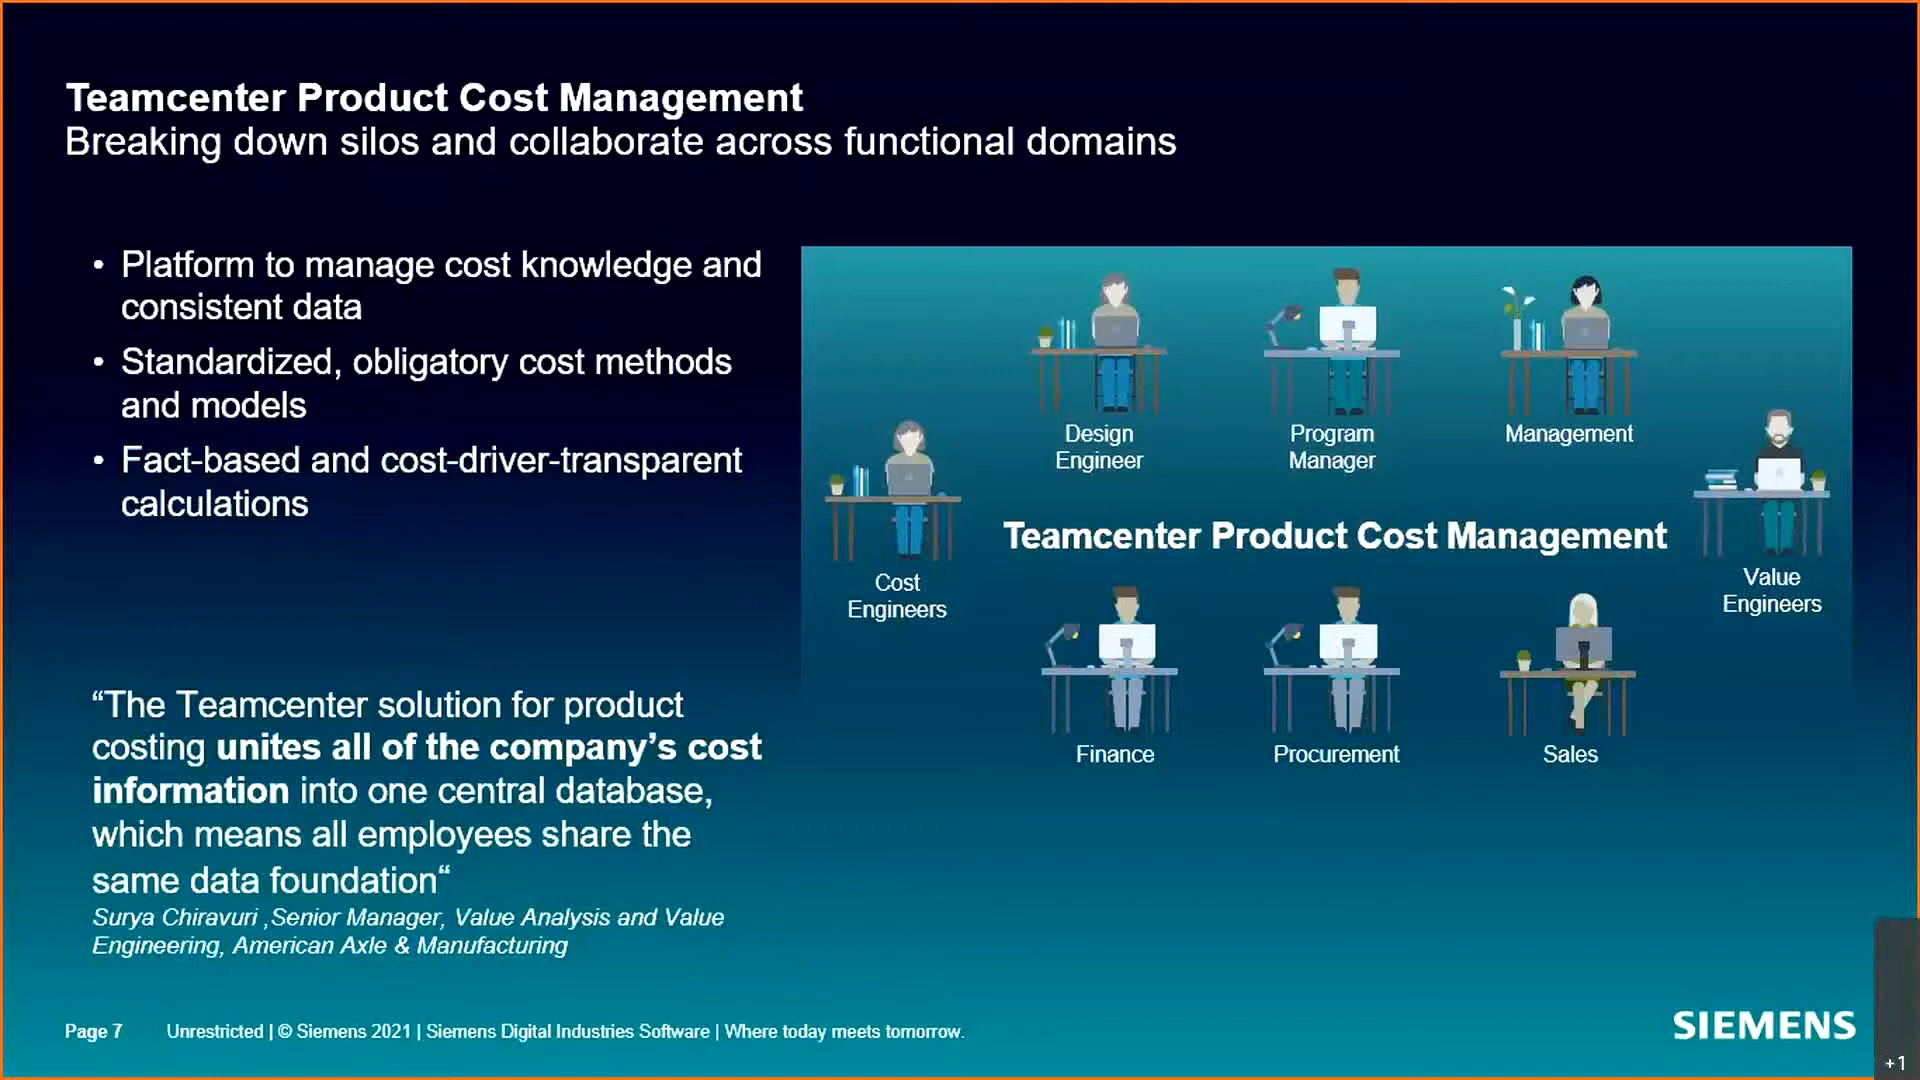 Teamcenter Product Cost Management
Breaking down silos and collaborate across functional domains
• Platform to manage cost knowledge and
consistent data
• Standardized, obligatory cost methods
and models
• Fact-based and cost-driver-transparent
calculations
“The Teamcenter solution for product
costing unites all of the company’s cost
information into one central database,
which means all employees share the
same data foundation“
Surya Chiravuri ,Senior Manager, Value Analysis and Value
Engineering, American Axle & Manufacturing
Design
Engineer
Program
Manager
Management
Cost
Engineers
Teamcenter Product Cost Management
Value
Engineers
Finance
Procurement
Sales
Page 7
Unrestricted | © Siemens 2021 | Siemens Digital Industries Software | Where today meets tomorrow.
SIEMENS
+1